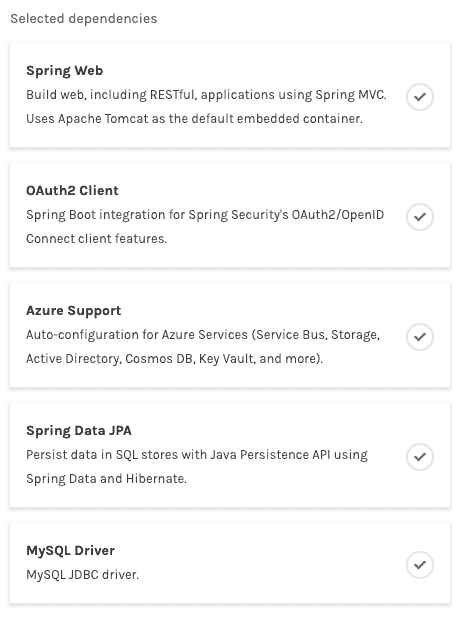 Selected dependencies
Spring Web
Build web, including RESTful, applications using Spring MVC.
Uses Apache Tomcat as the default embedded container.
OAuth2 Client
Spring Boot integration for Spring Security's OAuth2/OpenID
Connect client features.
Azure Support
Auto-configuration for Azure Services (Service Bus, Storage,
Active Directory, Cosmos DB, Key Vault, and more).
Spring Data JPA
Persist data in SQL stores with Java Persistence API using
Spring Data and Hibernate.
MySQL Driver
MySQL JDBC driver.